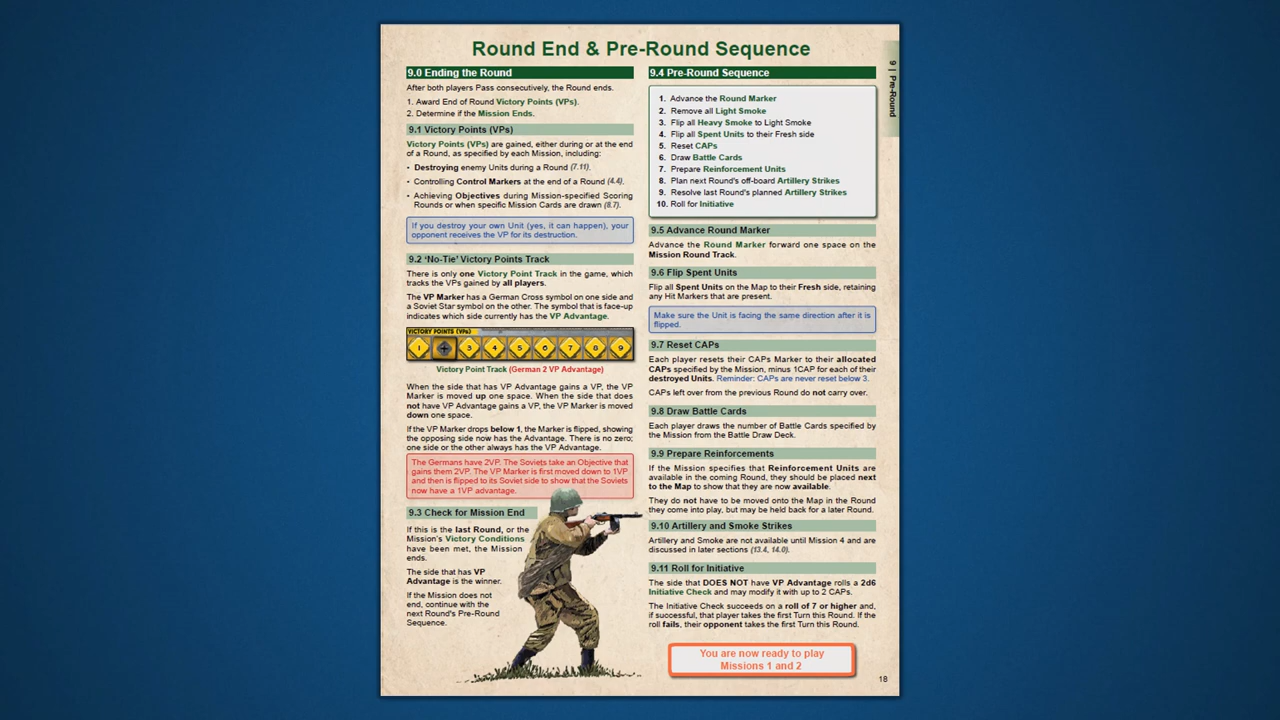 Round End & Pre-Round Sequence
9.0 Ending the Round
After both players Pass consecutively, the Round ends.
1. Award End of Round Victory Points (VPs).
2. Determine if the Mission Ends.
9.1 Victory Points (VPs)
Victory Points (VPs) are gained, either during or at the end
of a Round, as specified by each Mission, including:
• Destroying enemy Units during a Round (7.11).
• Controlling Control Markers at the end of a Round (4.4).
• Achieving Objectives during Mission-specified Scoring
Rounds or when specific Mission Cards are drawn (8.7).
If you destroy your own Unit (yes, it can happen), your
opponent receives the VP for its destruction.
9.2 ‘No-Tie’ Victory Points Track
There is only one Victory Point Track in the game, which
tracks the VPs gained by all players.
The VP Marker has a German Cross symbol on one side and
a Soviet Star symbol on the other. The symbol that is face-up
indicates which side currently has the VP Advantage.
VICTORY POINTS (VPs)
1 3 4 5 6 7 8 9
Victory Point Track (German 2 VP Advantage)
When the side that has VP Advantage gains a VP, the VP
Marker is moved up one space. When the side that does
not have VP Advantage gains a VP, the VP Marker is moved
down one space.
If the VP Marker drops below 1, the Marker is flipped, showing
the opposing side now has the Advantage. There is no zero;
one side or the other always has the VP Advantage.
The Germans have 2VP. The Soviets take an Objective that
gains them 2VP. The VP Marker is first moved down to 1VP
and then is flipped to its Soviet side to show that the Soviets
now have a 1VP advantage.
9.3 Check for Mission End
If this is the last Round, or the
Mission's Victory Conditions
have been met, the Mission
ends.
The side that has VP
Advantage is the winner.
If the Mission does not
end, continue with the
next Round's Pre-Round
Sequence.
9.4 Pre-Round Sequence
1. Advance the Round Marker
2. Remove all Light Smoke
3. Flip all Heavy Smoke to Light Smoke
4. Flip all Spent Units to their Fresh side
5. Reset CAPs
6. Draw Battle Cards
7. Prepare Reinforcement Units
8. Plan next Round's off-board Artillery Strikes
9. Resolve last Round's planned Artillery Strikes
10. Roll for Initiative
9.5 Advance Round Marker
Advance the Round Marker forward one space on the
Mission Round Track.
9.6 Flip Spent Units
Flip all Spent Units on the Map to their Fresh side, retaining
any Hit Markers that are present.
Make sure the Unit is facing the same direction after it is
flipped.
9.7 Reset CAPs
Each player resets their CAPs Marker to their allocated
CAPs specified by the Mission, minus 1CAP for each of their
destroyed Units. Reminder: CAPs are never reset below 3.
CAPs left over from the previous Round do not carry over.
9.8 Draw Battle Cards
Each player draws the number of Battle Cards specified by
the Mission from the Battle Draw Deck.
9.9 Prepare Reinforcements
If the Mission specifies that Reinforcement Units are
available in the coming Round, they should be placed next
to the Map to show that they are now available.
They do not have to be moved onto the Map in the Round
they come into play, but may be held back for a later Round.
9.10 Artillery and Smoke Strikes
Artillery and Smoke are not available until Mission 4 and are
discussed in later sections (13.4, 14.0).
9.11 Roll for Initiative
The side that DOES NOT have VP Advantage rolls a 2d6
Initiative Check and may modify it with up to 2 CAPs.
The Initiative Check succeeds on a roll of 7 or higher and,
if successful, that player takes the first Turn this Round. If the
roll fails, their opponent takes the first Turn this Round.
You are now ready to play
Missions 1 and 2
9 | Pre-Round
18